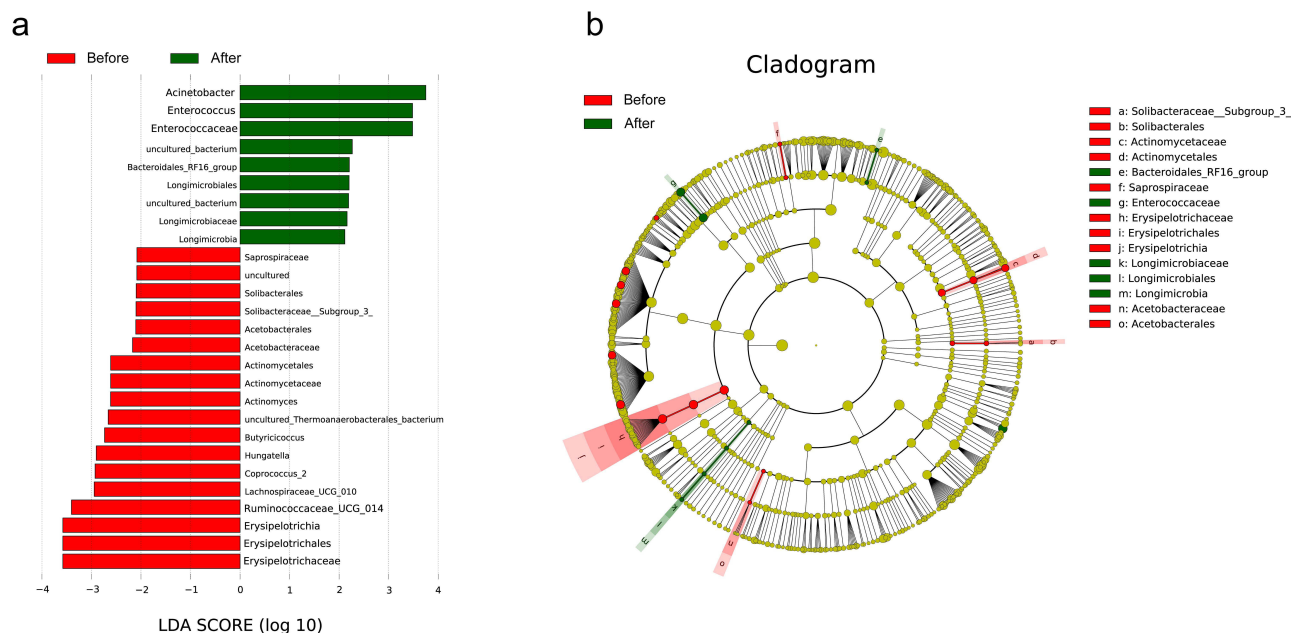 a
Before After
Acinetobacter
Enterococcus
Enterococcaceae
uncultured_bacterium
Bacteroidales_RF16_group
Longimicrobiales
uncultured_bacterium
Longimicrobiaceae
Longimicrobia
Saprospiraceae
uncultured
Solibacterales
Solibacteraceae__Subgroup_3_
Acetobacterales
Acetobacteraceae
Actinomycetales
Actinomycetaceae
Actinomyces
uncultured_Thermoanaerobacterales_bacterium
Butyricicoccus
Hungatella
Coprococcus_2
Lachnospiraceae_UCG_010
Ruminococcaceae_UCG_014
Erysipelotrichia
Erysipelotrichales
Erysipelotrichaceae
−4 −3 −2 −1 0 1 2 3 4
LDA SCORE (log 10)
b
Cladogram
Before
After
f
e
g
c d
a b
h
i
j
k
l
m
n
o
a: Solibacteraceae__Subgroup_3_
b: Solibacterales
c: Actinomycetaceae
d: Actinomycetales
e: Bacteroidales_RF16_group
f: Saprospiraceae
g: Enterococcaceae
h: Erysipelotrichaceae
i: Erysipelotrichales
j: Erysipelotrichia
k: Longimicrobiaceae
l: Longimicrobiales
m: Longimicrobia
n: Acetobacteraceae
o: Acetobacterales